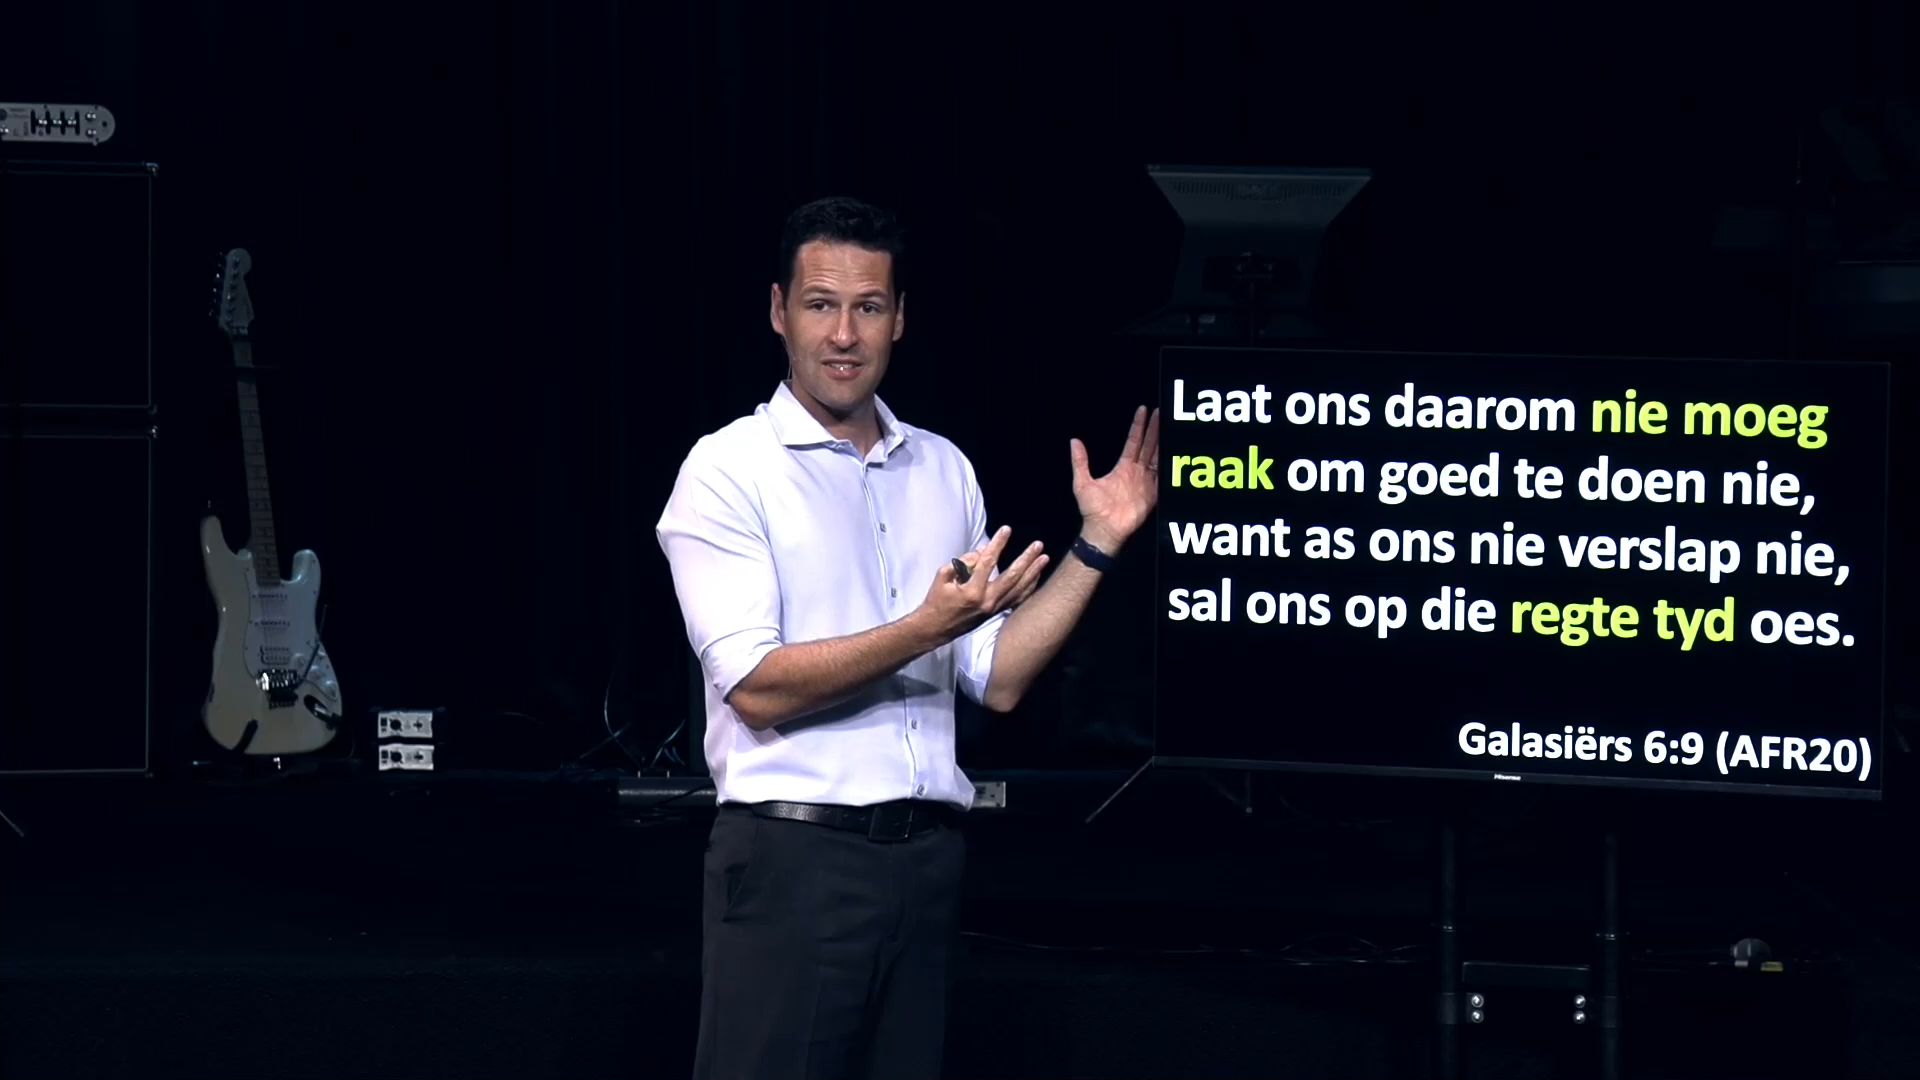 Laat ons daarom nie moeg
raak om goed te doen nie,
want as ons nie verslap nie,
sal ons op die regte tyd oes.
Galasiërs 6:9 (AFR20)
Hisense